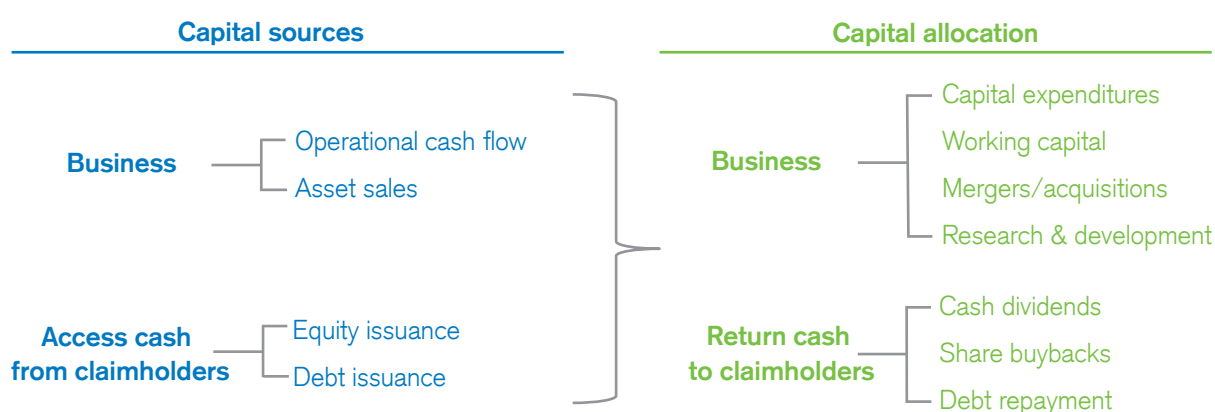 Capital sources
Business
Operational cash flow
Asset sales
Access cash
from claimholders
Equity issuance
Debt issuance
Capital allocation
Business
Capital expenditures
Working capital
Mergers/acquisitions
Research & development
Return cash
to claimholders
Cash dividends
Share buybacks
Debt repayment